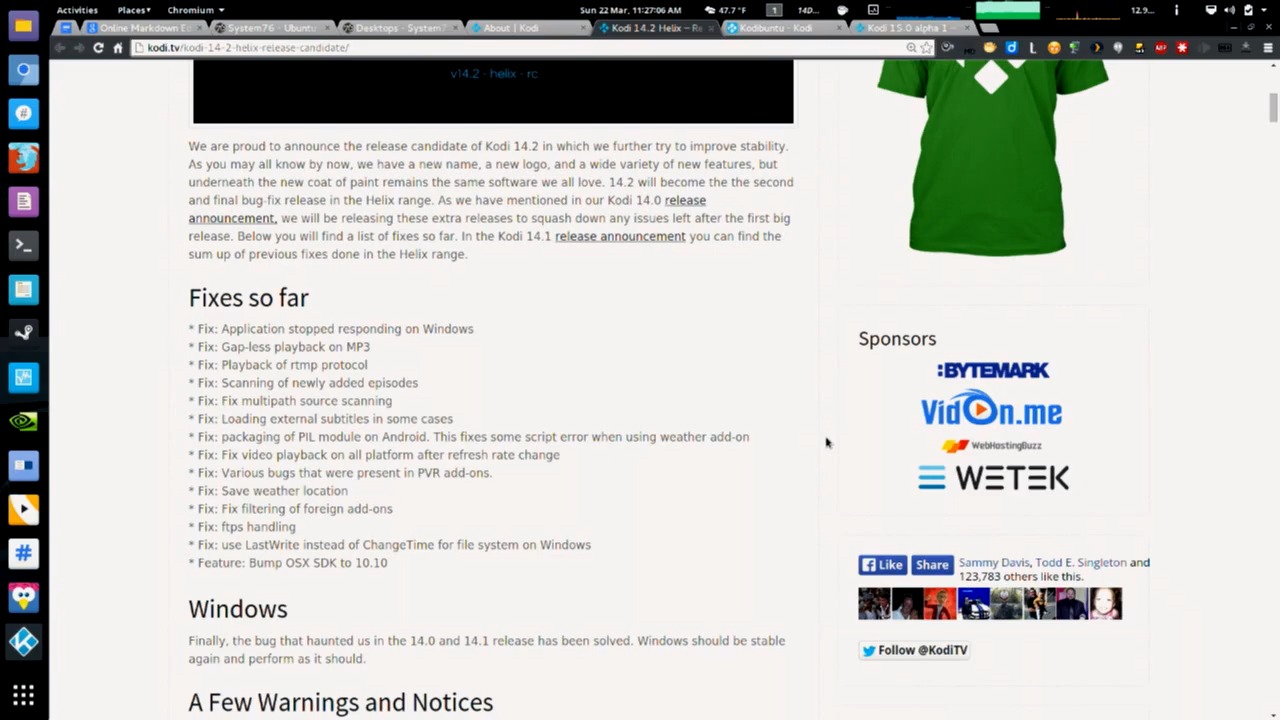 Activities Places Chromium Sun 22 Mar, 11:27:06 AM 47.7 °F 1 14D... 12.9...
Online Markdown Ed System76 - Ubuntu Desktops - System7 About | Kodi Kodi 14.2 Helix – Re Kodibuntu - Kodi Kodi 15.0 alpha 1
kodi.tv/kodi-14-2-helix-release-candidate/
v14.2 · helix · rc
We are proud to announce the release candidate of Kodi 14.2 in which we further try to improve stability.
As you may all know by now, we have a new name, a new logo, and a wide variety of new features, but
underneath the new coat of paint remains the same software we all love. 14.2 will become the the second
and final bug-fix release in the Helix range. As we have mentioned in our Kodi 14.0 release
announcement, we will be releasing these extra releases to squash down any issues left after the first big
release. Below you will find a list of fixes so far. In the Kodi 14.1 release announcement you can find the
sum up of previous fixes done in the Helix range.
Fixes so far
* Fix: Application stopped responding on Windows
* Fix: Gap-less playback on MP3
* Fix: Playback of rtmp protocol
* Fix: Scanning of newly added episodes
* Fix: Fix multipath source scanning
* Fix: Loading external subtitles in some cases
* Fix: packaging of PIL module on Android. This fixes some script error when using weather add-on
* Fix: Fix video playback on all platform after refresh rate change
* Fix: Various bugs that were present in PVR add-ons.
* Fix: Save weather location
* Fix: Fix filtering of foreign add-ons
* Fix: ftps handling
* Fix: use LastWrite instead of ChangeTime for file system on Windows
* Feature: Bump OSX SDK to 10.10
Windows
Finally, the bug that haunted us in the 14.0 and 14.1 release has been solved. Windows should be stable
again and perform as it should.
A Few Warnings and Notices
Sponsors
:BYTEMARK
VidOn.me
WebHostingBuzz
WETEK
Like Share Sammy Davis, Todd E. Singleton and
123,783 others like this.
Follow @KodiTV